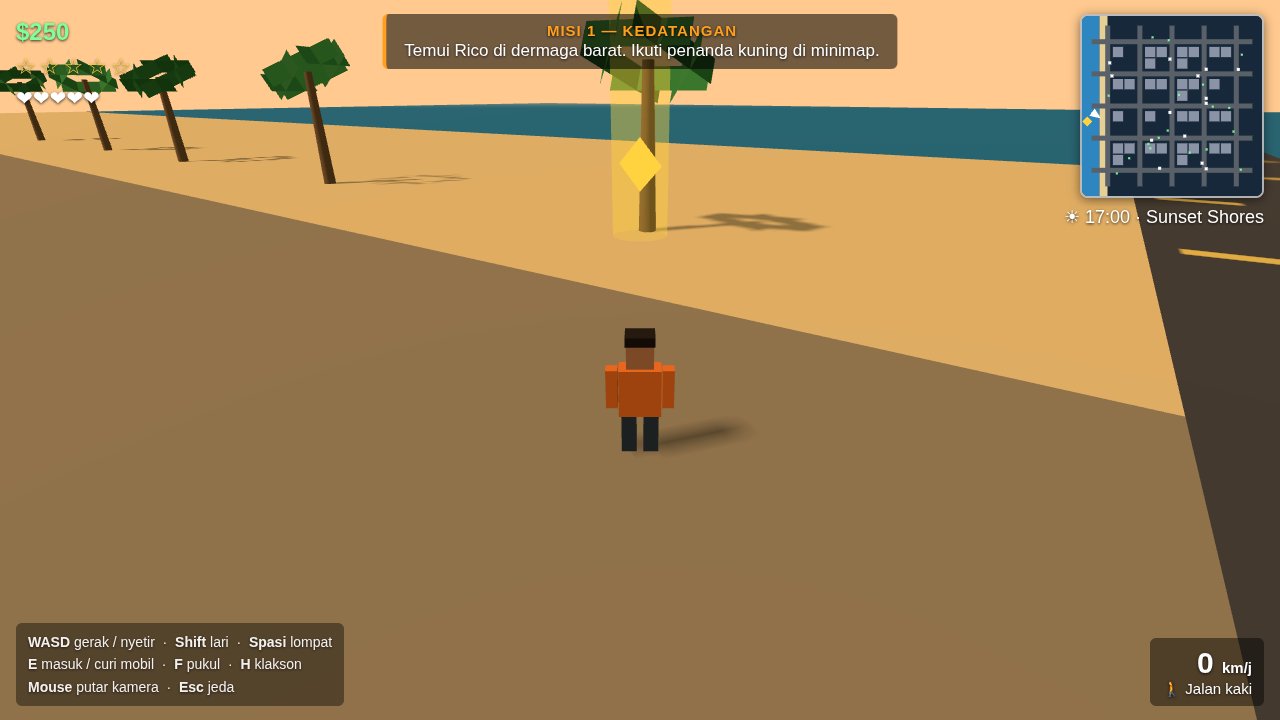 $250
MISI 1 — KEDATANGAN
Temui Rico di dermaga barat. Ikuti penanda kuning di minimap.
☀ 17:00 · Sunset Shores
WASD gerak / nyetir · Shift lari · Spasi lompat
E masuk / curi mobil · F pukul · H klakson
Mouse putar kamera · Esc jeda
0 km/j
Jalan kaki